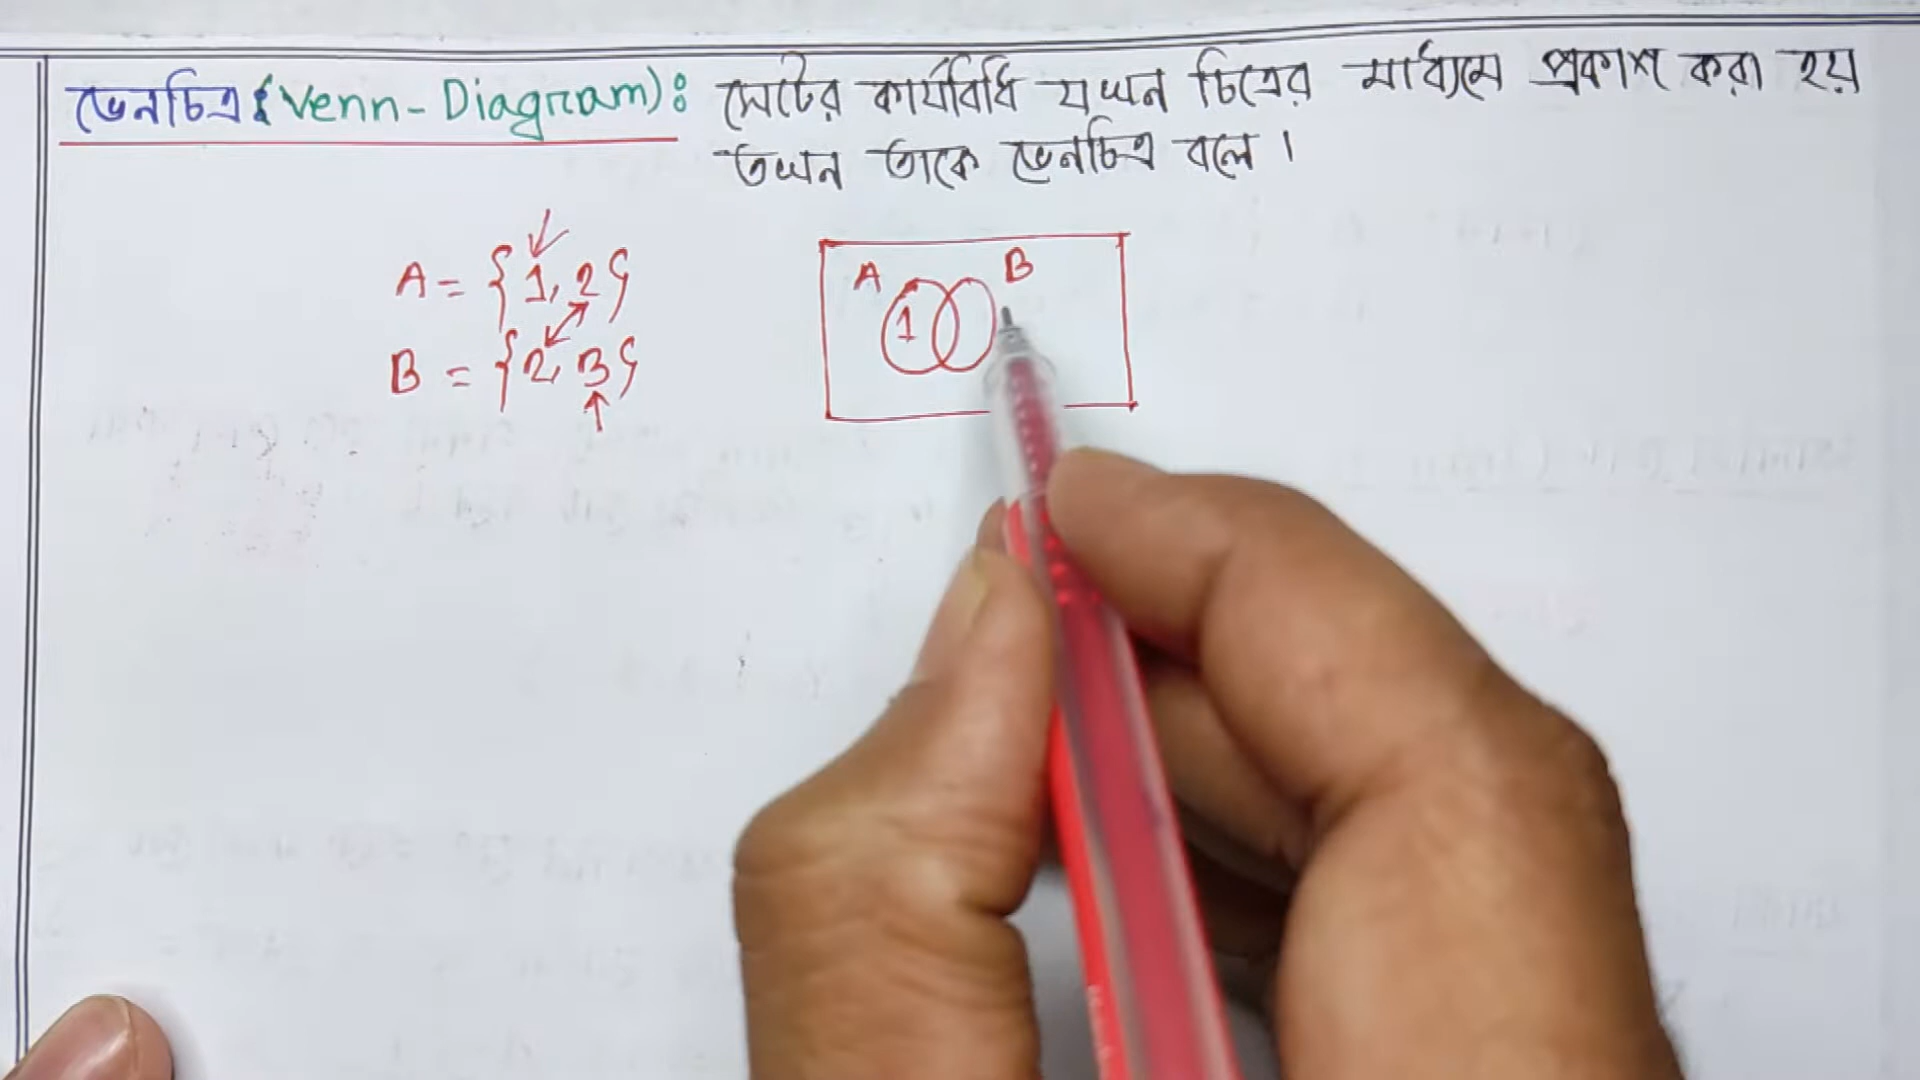 ভেনচিত্র (Venn-Diagram): সেটের কার্যবিধি যখন চিত্রের মাধ্যমে প্রকাশ করা হয়
তখন তাকে ভেনচিত্র বলে।
A = {1, 2}
B = {2, 3}
A
B
1